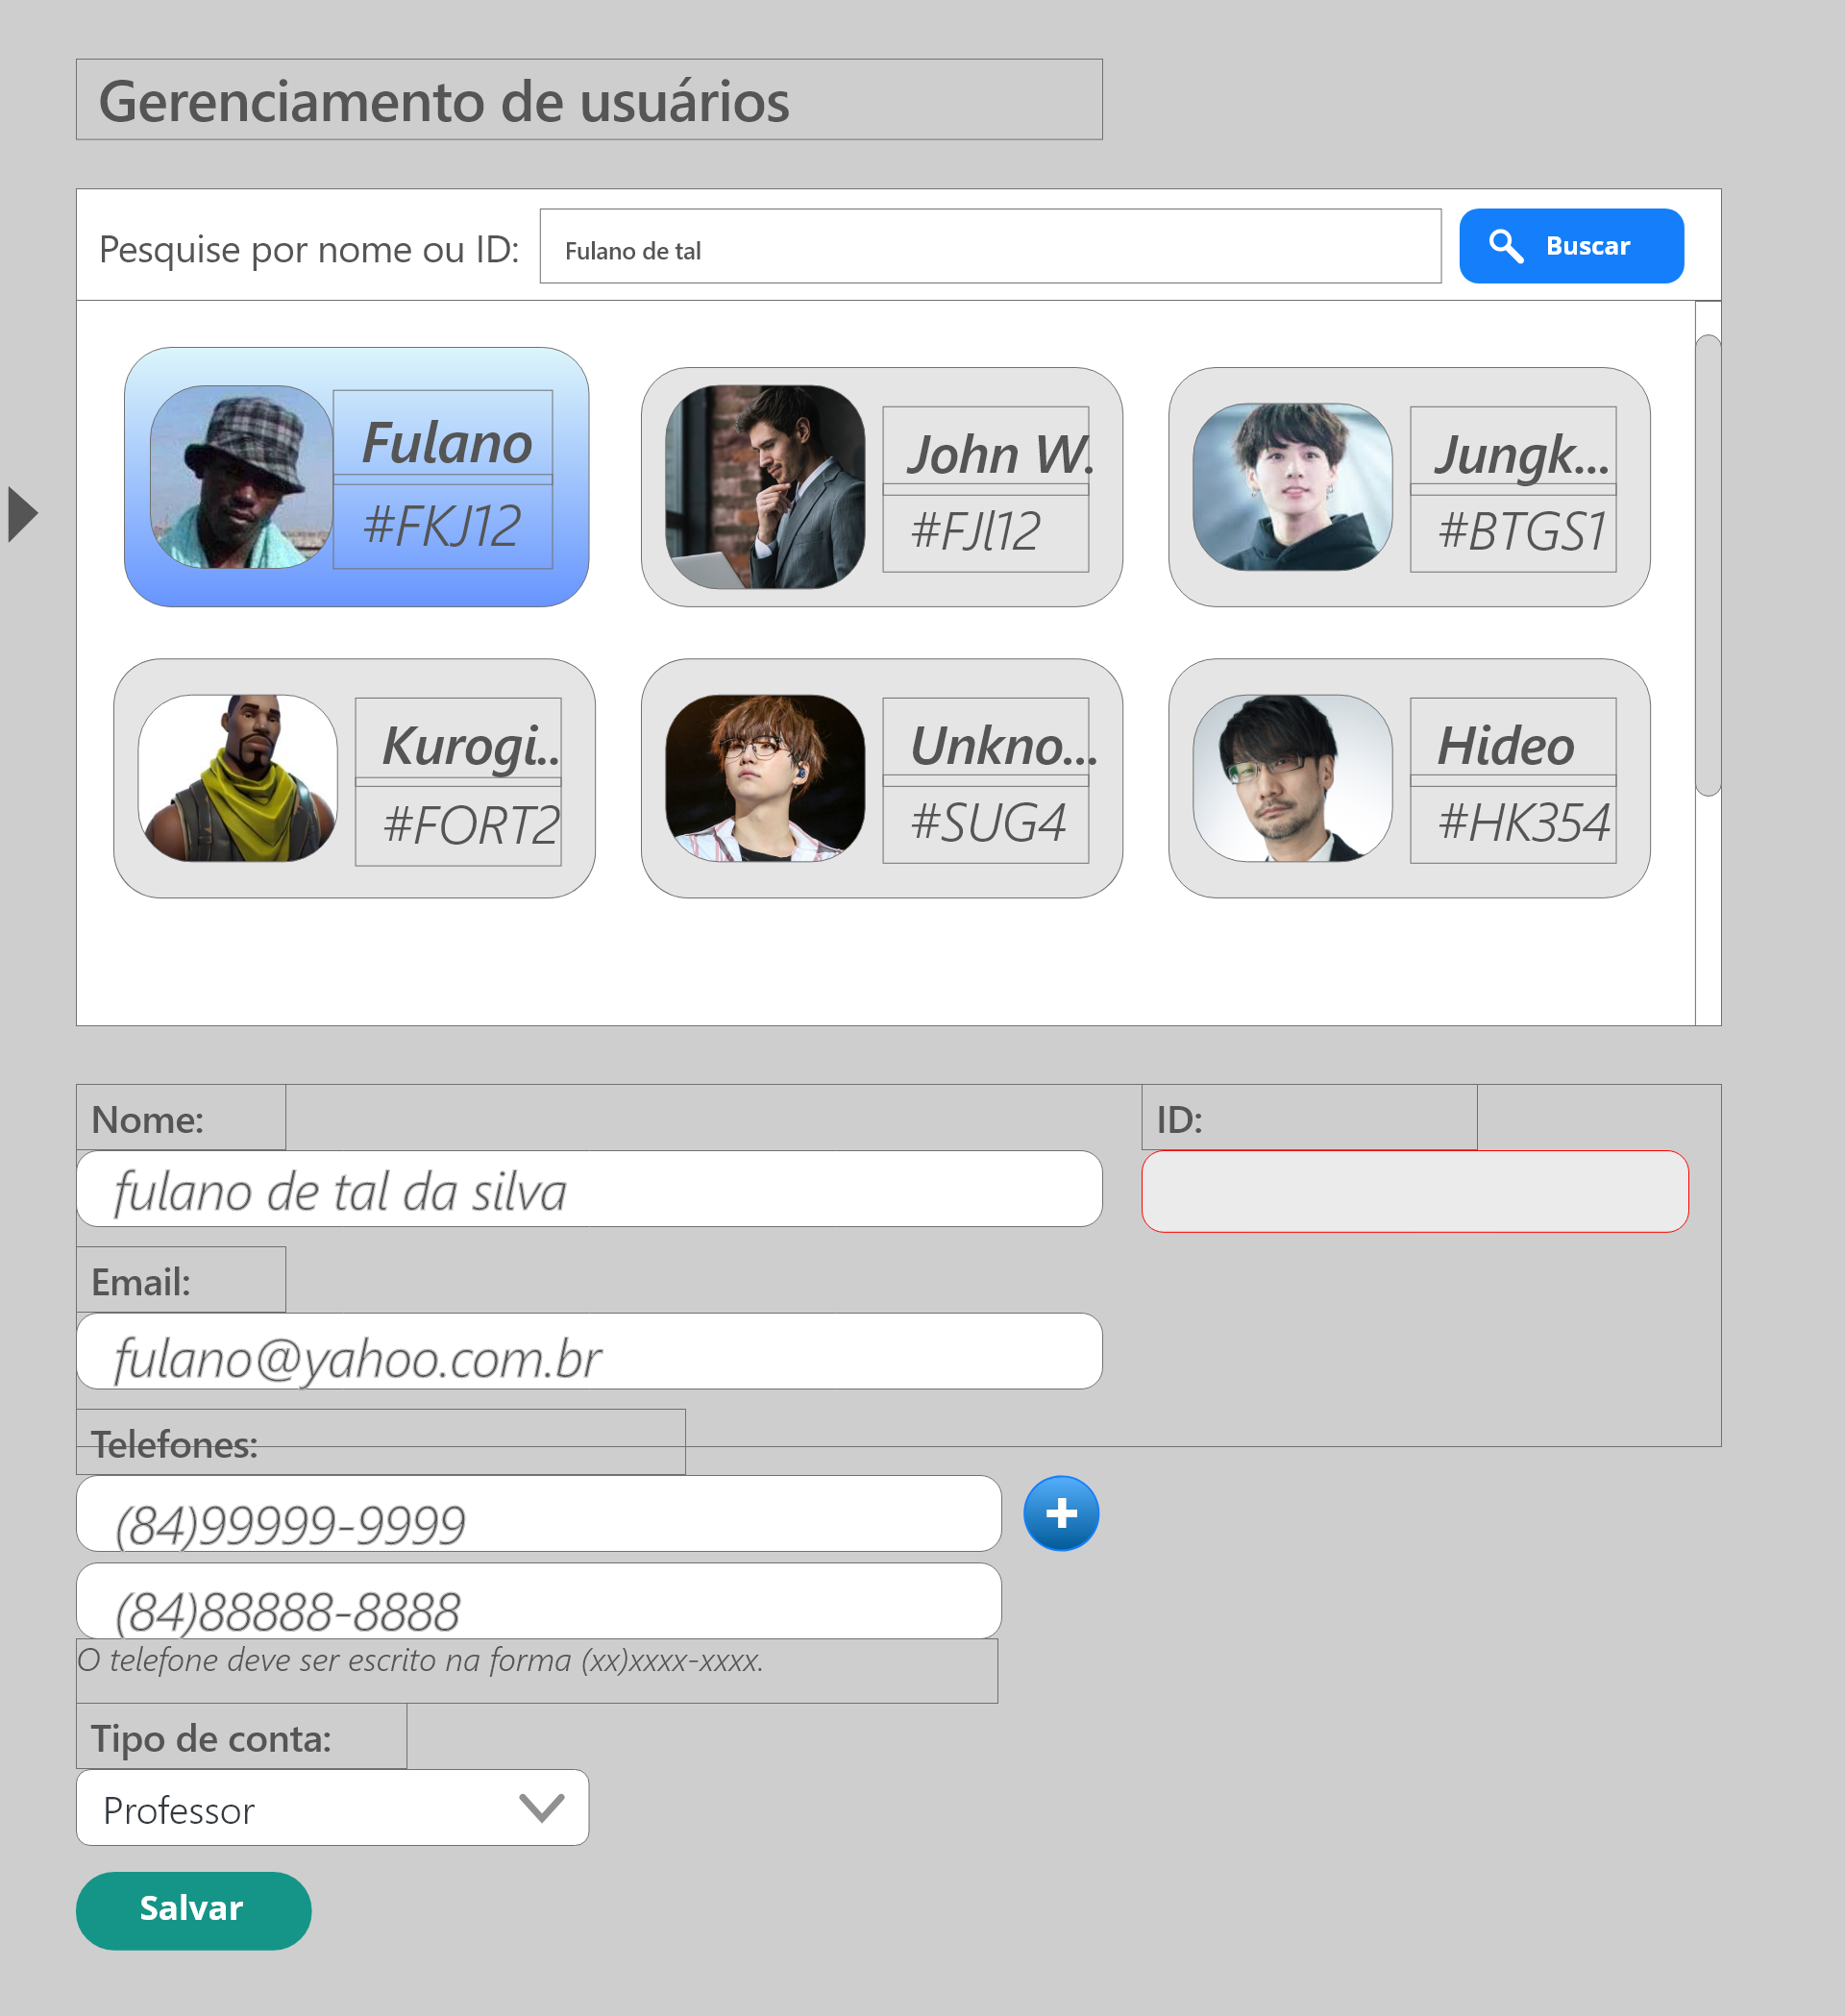 Gerenciamento de usuários
Pesquise por nome ou ID:
Fulano de tal
Buscar
Fulano
#FKJ12
John W.
#FJl12
Jungk...
#BTGS1
Kurogi..
#FORT2
Unkno...
#SUG4
Hideo
#HK354
Nome:
fulano de tal da silva
ID:
Email:
fulano@yahoo.com.br
Telefones:
(84)99999-9999
(84)88888-8888
O telefone deve ser escrito na forma (xx)xxxx-xxxx.
Tipo de conta:
Professor
Salvar